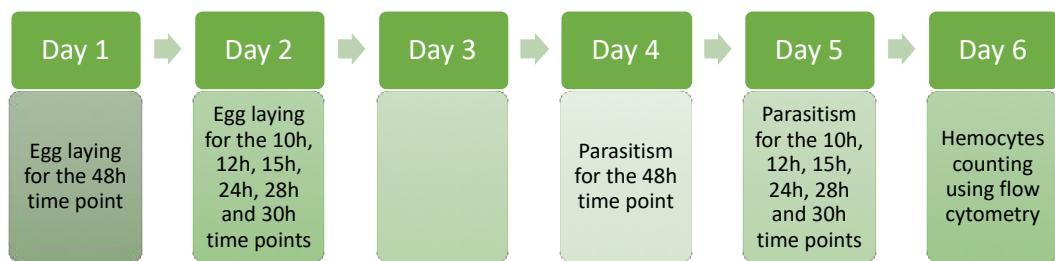 Day 1
Day 2
Day 3
Day 4
Day 5
Day 6
Egg laying
for the 48h
time point
Egg laying
for the 10h,
12h, 15h,
24h, 28h
and 30h
time points
Parasitism
for the 48h
time point
Parasitism
for the 10h,
12h, 15h,
24h, 28h
and 30h
time points
Hemocytes
counting
using flow
cytometry